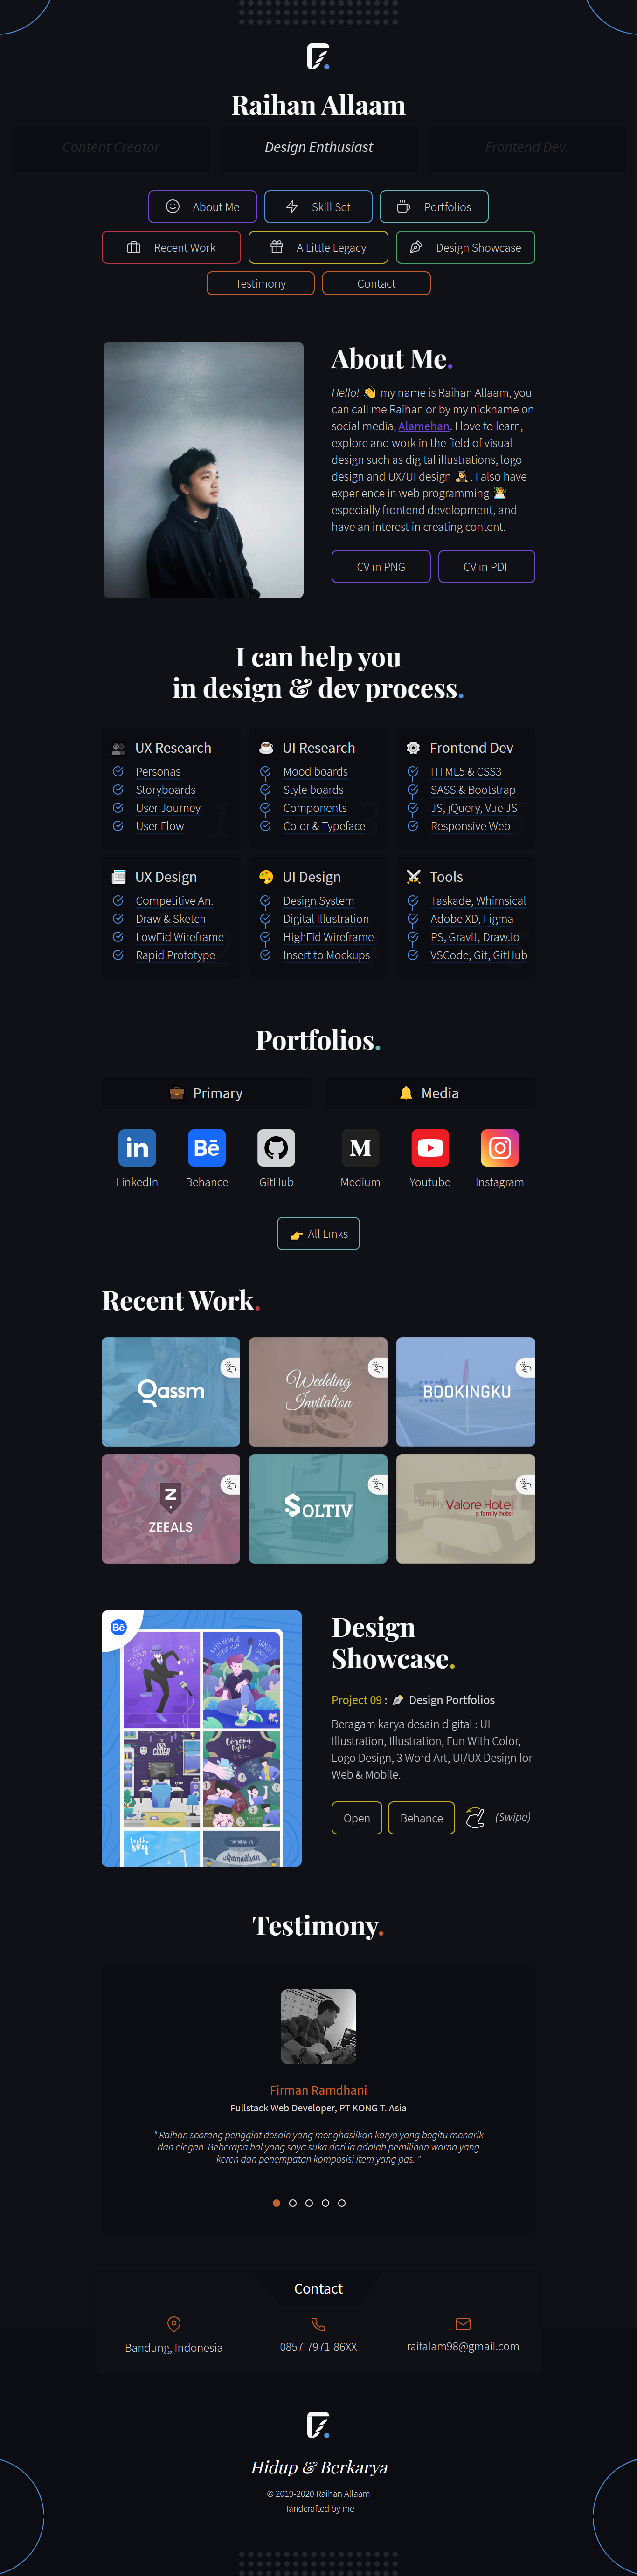 Raihan Allaam
Content Creator
Design Enthusiast
Frontend Dev.
About Me
Skill Set
Portfolios
Recent Work
A Little Legacy
Design Showcase
Testimony
Contact
About Me.
Hello! 👋 my name is Raihan Allaam, you
can call me Raihan or by my nickname on
social media, Alamehan. I love to learn,
explore and work in the field of visual
design such as digital illustrations, logo
design and UX/UI design. I also have
experience in web programming
especially frontend development, and
have an interest in creating content.
CV in PNG
CV in PDF
I can help you
in design & dev process.
UX Research
Personas
Storyboards
User Journey
User Flow
UI Research
Mood boards
Style boards
Components
Color & Typeface
Frontend Dev
HTML5 & CSS3
SASS & Bootstrap
JS, jQuery, Vue JS
Responsive Web
UX Design
Competitive An.
Draw & Sketch
LowFid Wireframe
Rapid Prototype
UI Design
Design System
Digital Illustration
HighFid Wireframe
Insert to Mockups
Tools
Taskade, Whimsical
Adobe XD, Figma
PS, Gravit, Draw.io
VSCode, Git, GitHub
Portfolios.
Primary
Media
in
Bē
M
LinkedIn
Behance
GitHub
Medium
Youtube
Instagram
👉 All Links
Recent Work.
Qassm
Wedding
Invitation
BOOKINGKU
Z
ZEEALS
SOLTIV
Simply Valore Hotel
a family hotel
Bē
THE LAZY CODER
Corona Fighter
Ramadhan
Design
Showcase.
Project 09 : Design Portfolios
Beragam karya desain digital : UI
Illustration, Illustration, Fun With Color,
Logo Design, 3 Word Art, UI/UX Design for
Web & Mobile.
Open
Behance
(Swipe)
Testimony.
Firman Ramdhani
Fullstack Web Developer, PT KONG T. Asia
" Raihan seorang penggiat desain yang menghasilkan karya yang begitu menarik
dan elegan. Beberapa hal yang saya suka dari ia adalah pemilihan warna yang
keren dan penempatan komposisi item yang pas. "
Contact
Bandung, Indonesia
0857-7971-86XX
raifalam98@gmail.com
Hidup & Berkarya
© 2019-2020 Raihan Allaam
Handcrafted by me